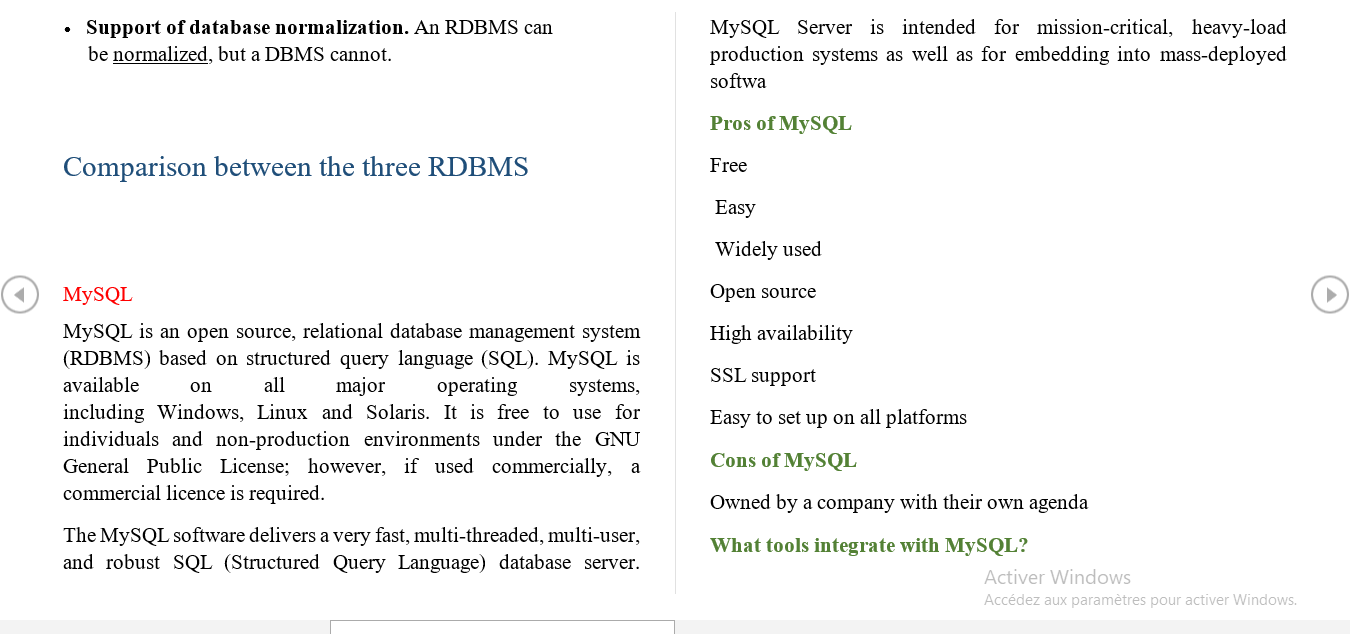 • Support of database normalization. An RDBMS can
be normalized, but a DBMS cannot.
Comparison between the three RDBMS
MySQL
MySQL is an open source, relational database management system
(RDBMS) based on structured query language (SQL). MySQL is
available on all major operating systems,
including Windows, Linux and Solaris. It is free to use for
individuals and non-production environments under the GNU
General Public License; however, if used commercially, a
commercial licence is required.
The MySQL software delivers a very fast, multi-threaded, multi-user,
and robust SQL (Structured Query Language) database server.
MySQL Server is intended for mission-critical, heavy-load
production systems as well as for embedding into mass-deployed
softwa
Pros of MySQL
Free
Easy
Widely used
Open source
High availability
SSL support
Easy to set up on all platforms
Cons of MySQL
Owned by a company with their own agenda
What tools integrate with MySQL?
Activer Windows
Accédez aux paramètres pour activer Windows.